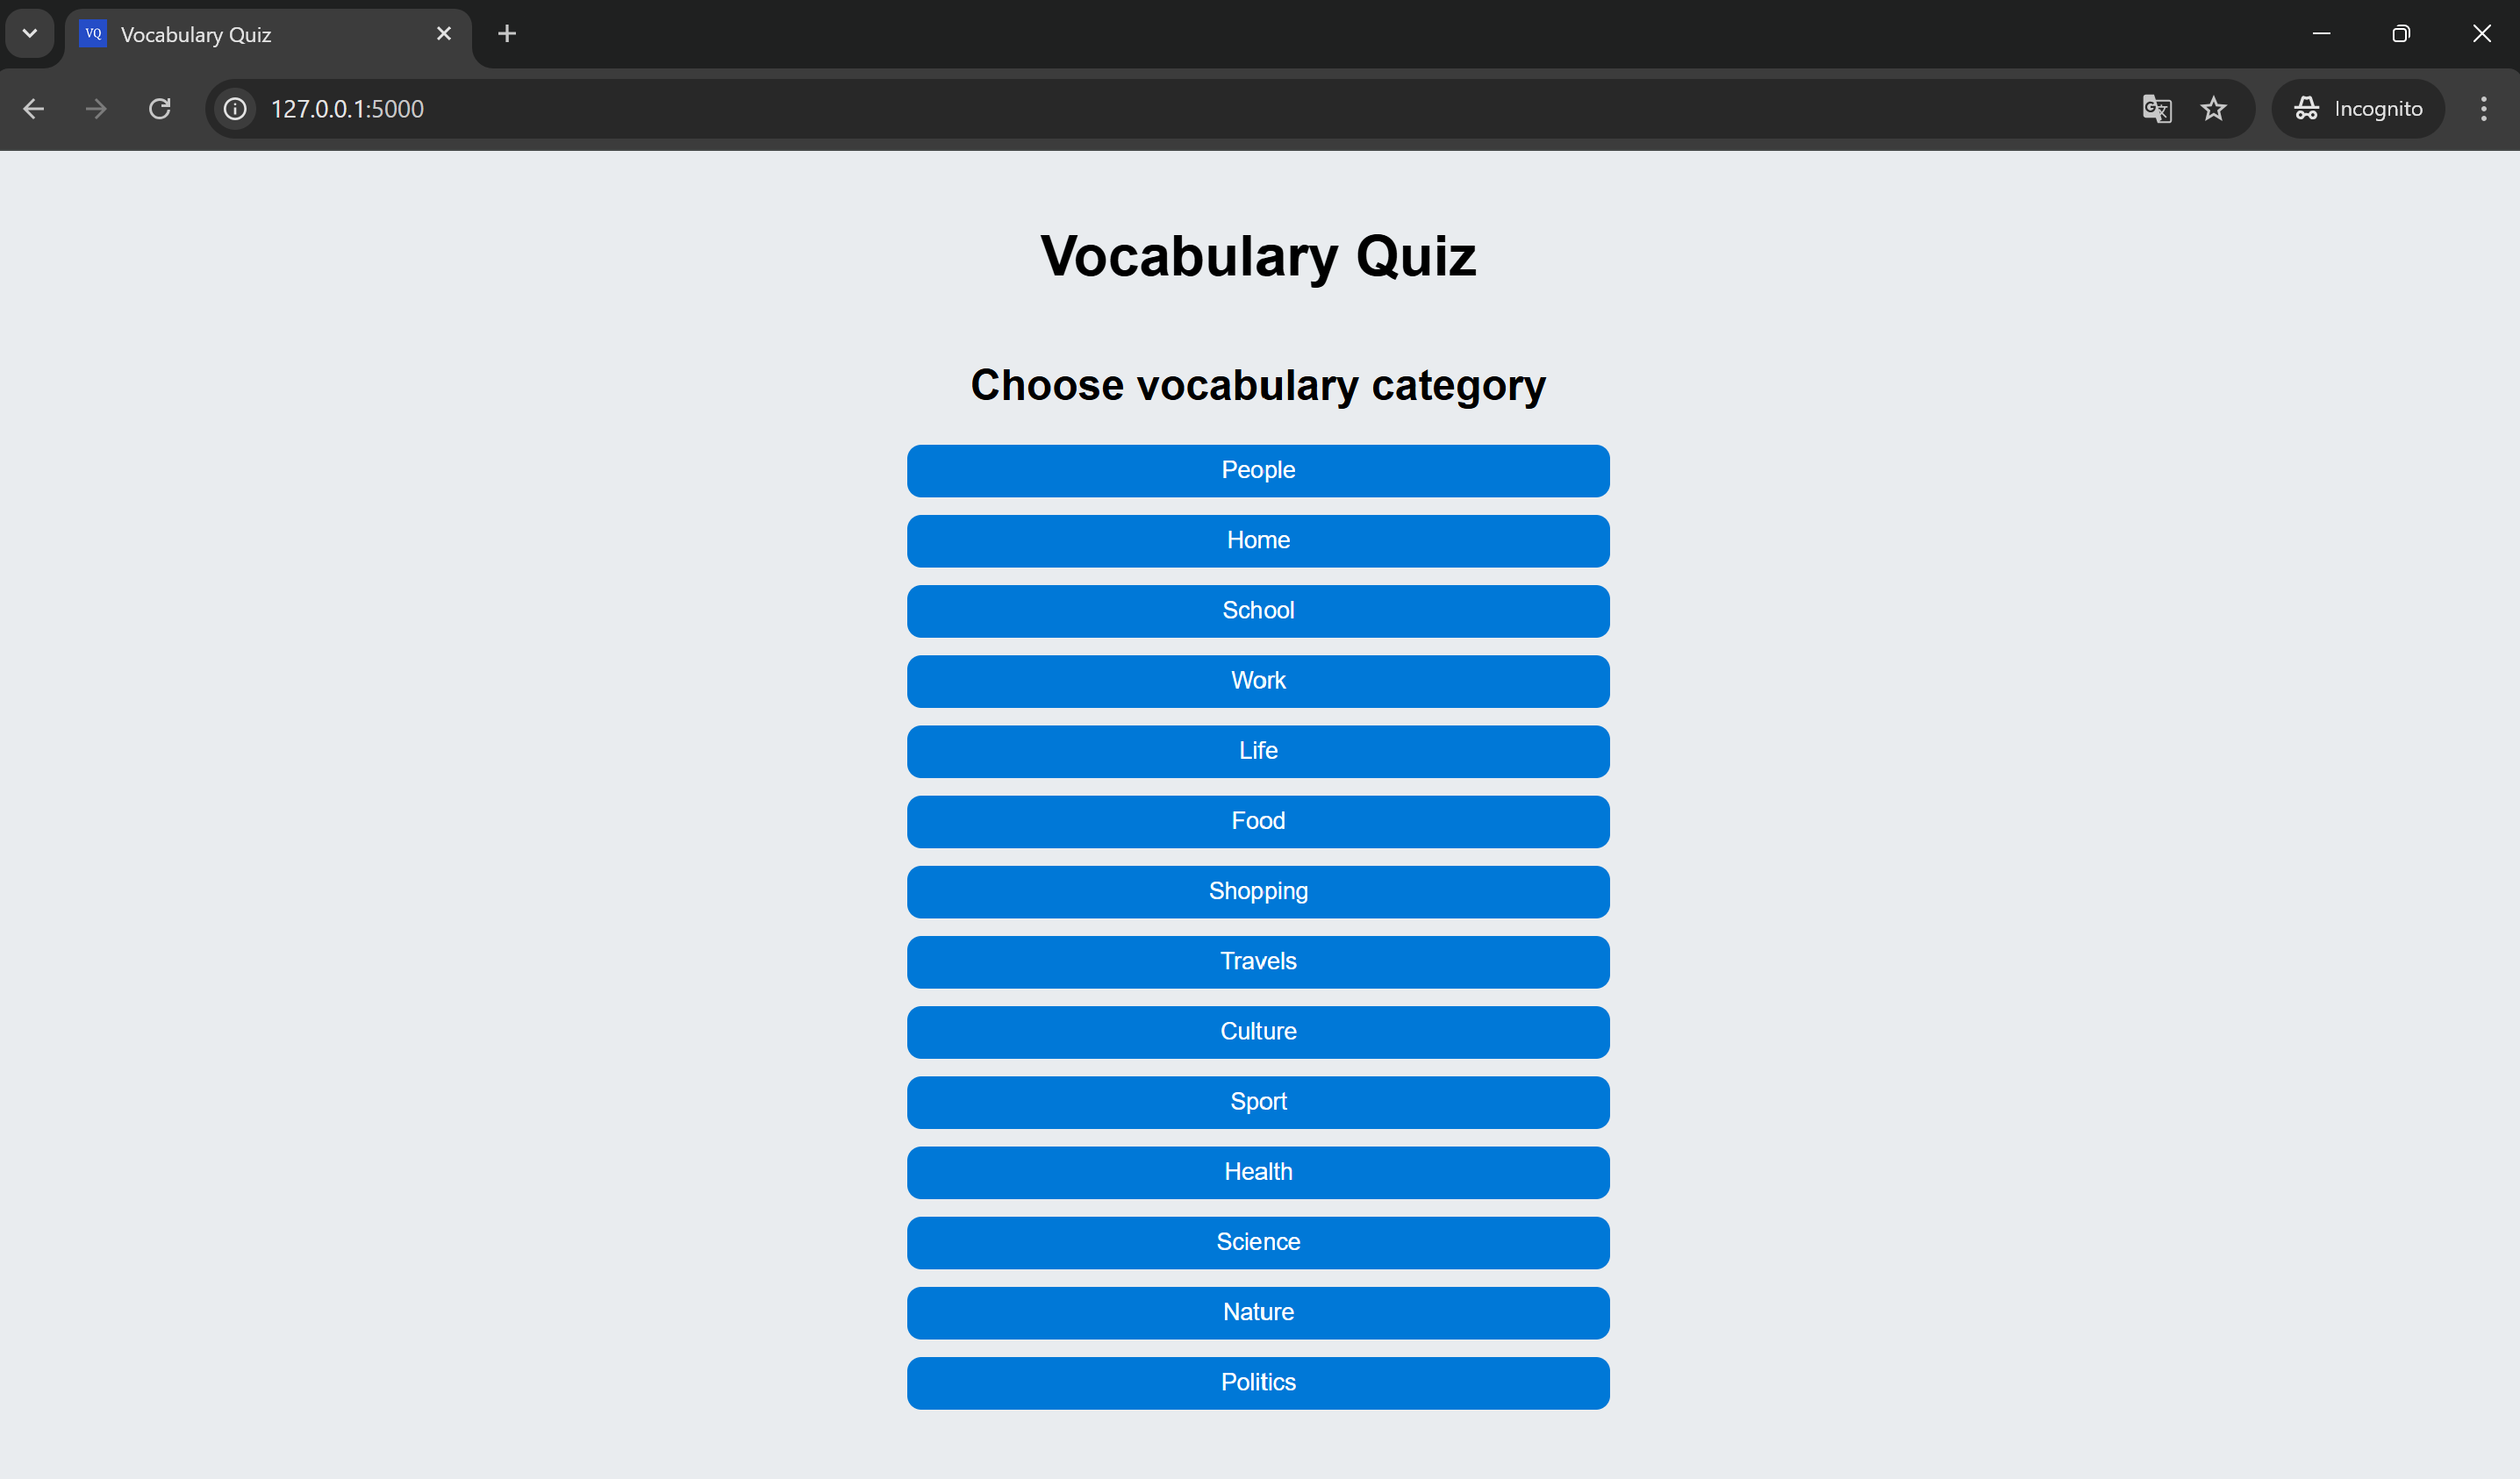 VQ Vocabulary Quiz
127.0.0.1:5000
Incognito
Vocabulary Quiz
Choose vocabulary category
People
Home
School
Work
Life
Food
Shopping
Travels
Culture
Sport
Health
Science
Nature
Politics